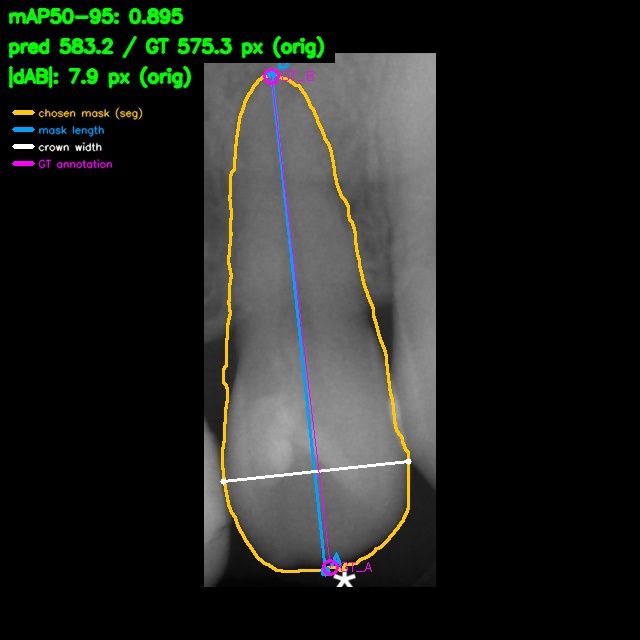 mAP50-95: 0.895
pred 583.2 / GT 575.3 px (orig)
|dAB|: 7.9 px (orig)
chosen mask (seg)
mask length
crown width
GT annotation
GT_B
A GT_A
*